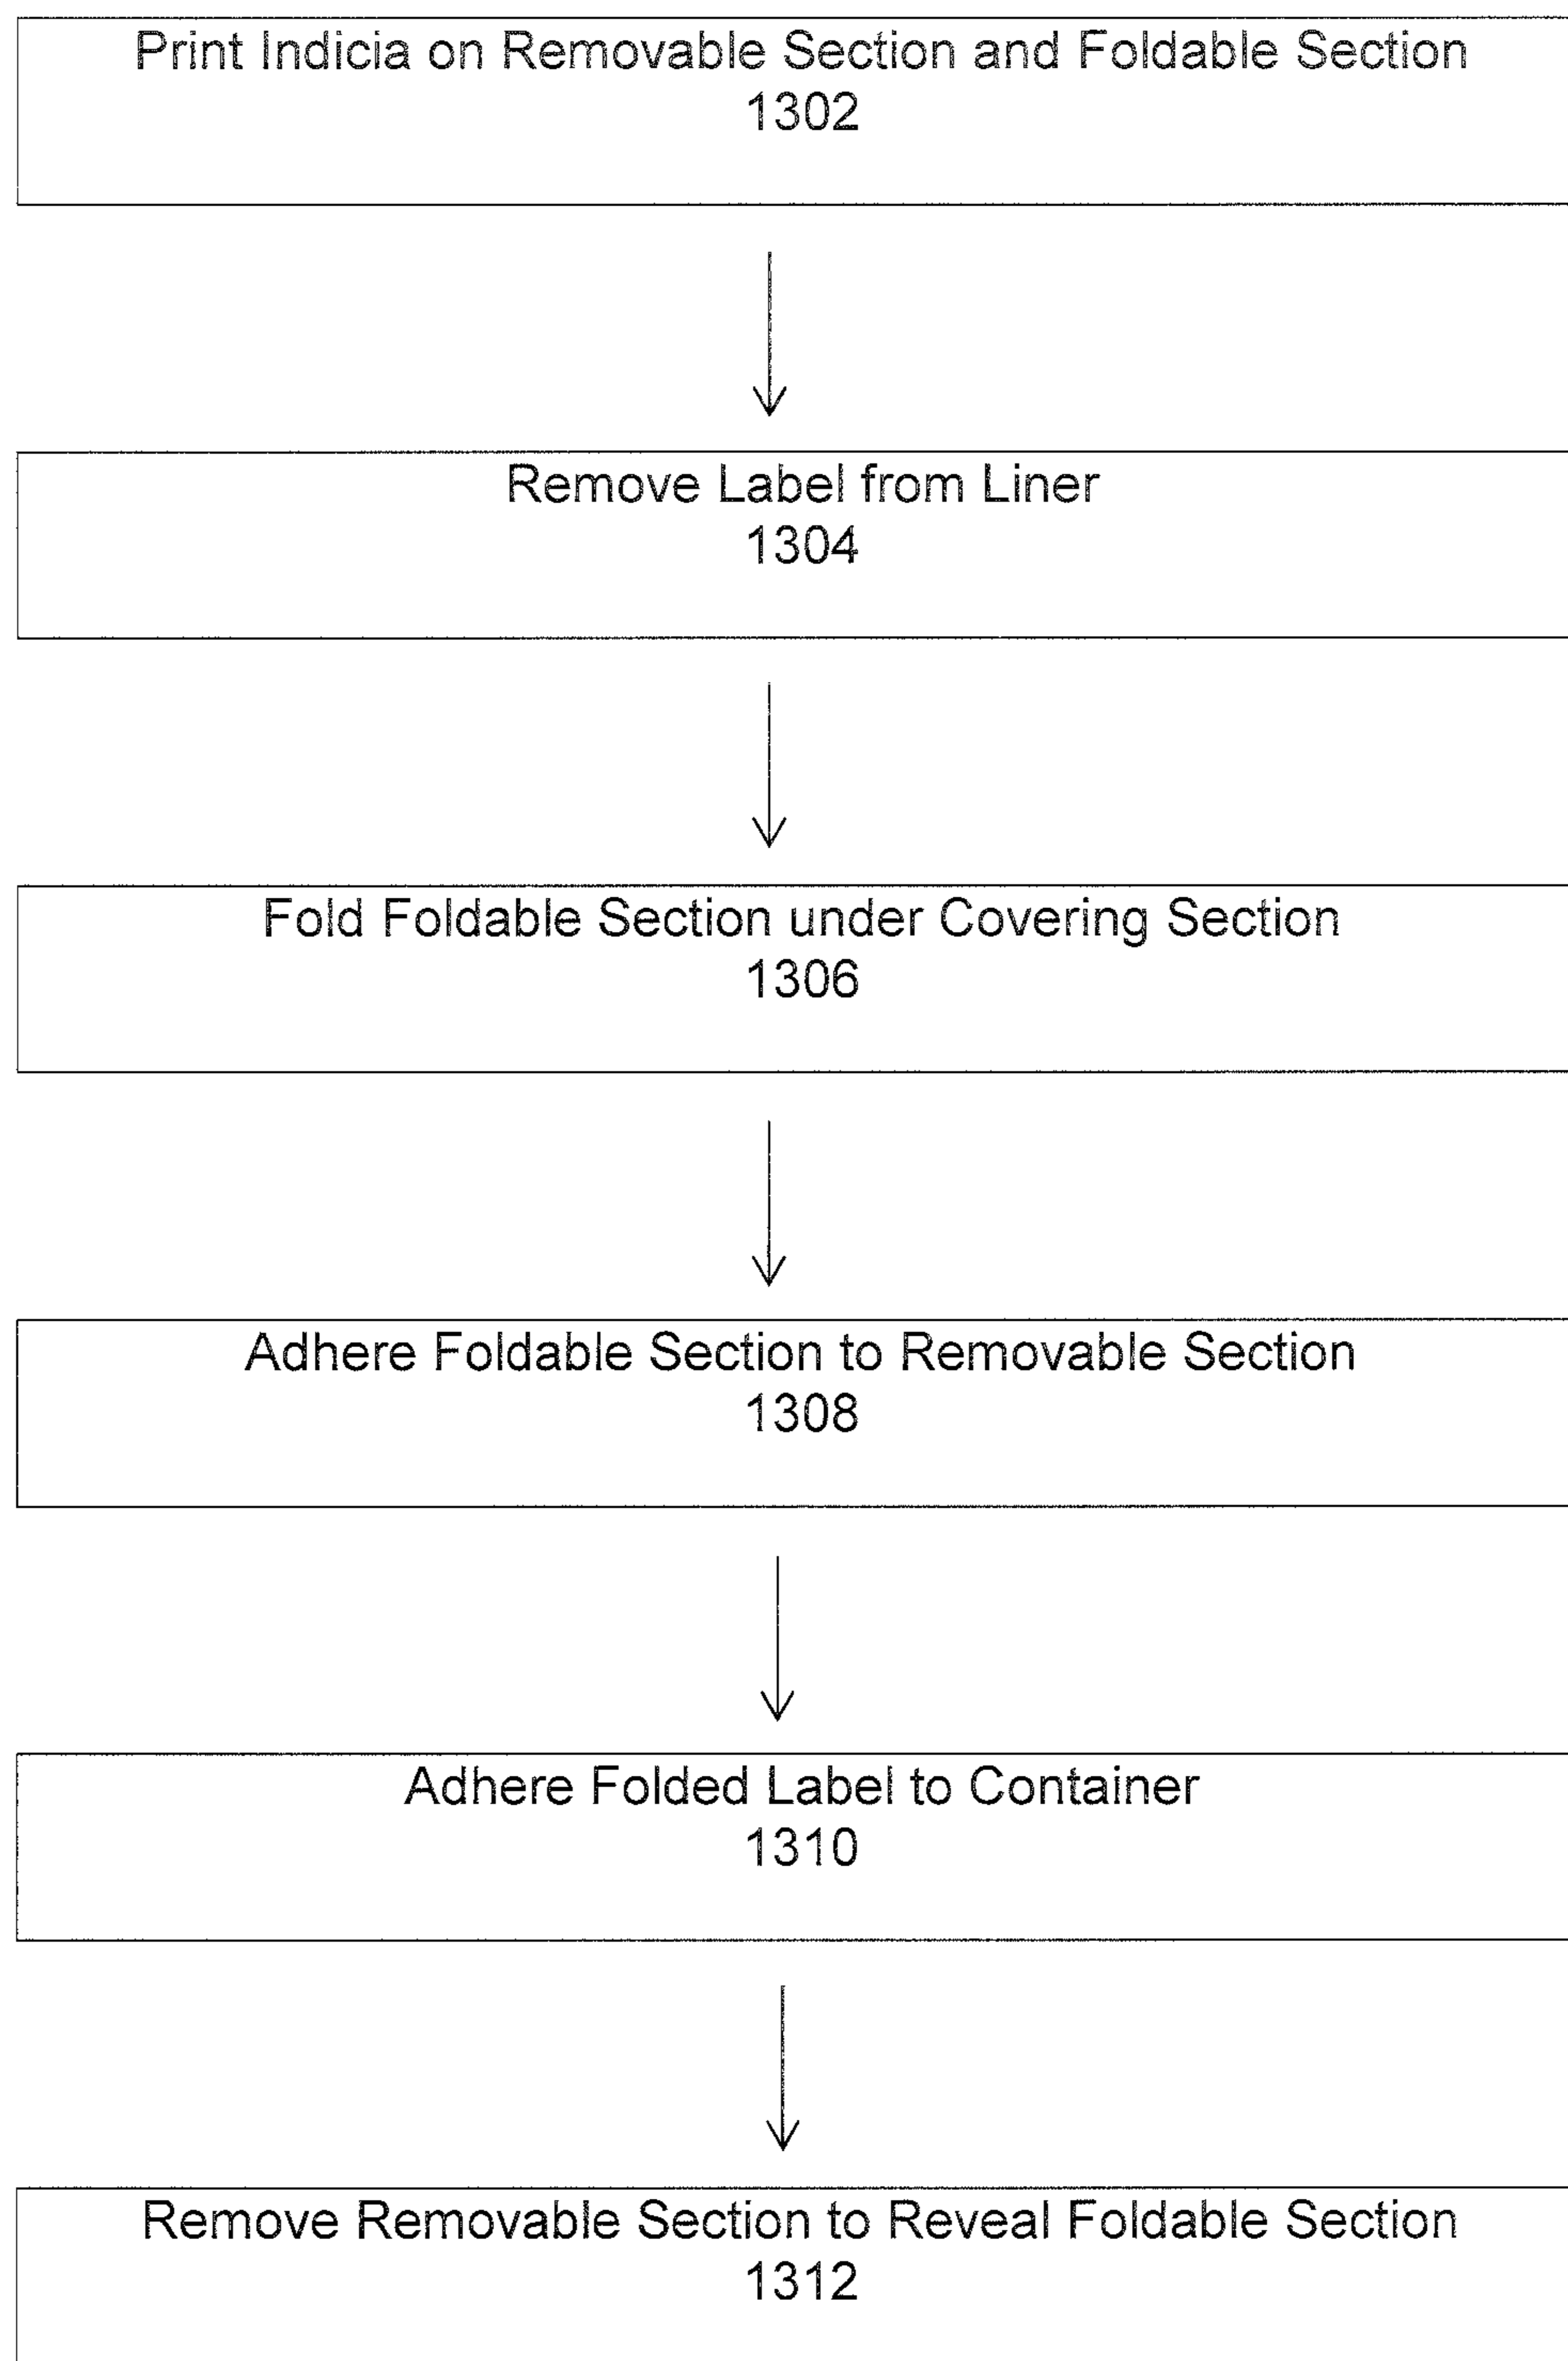 Print Indicia on Removable Section and Foldable Section
1302
Remove Label from Liner
1304
Fold Foldable Section under Covering Section
1306
Adhere Foldable Section to Removable Section
1308
Adhere Folded Label to Container
1310
Remove Removable Section to Reveal Foldable Section
1312